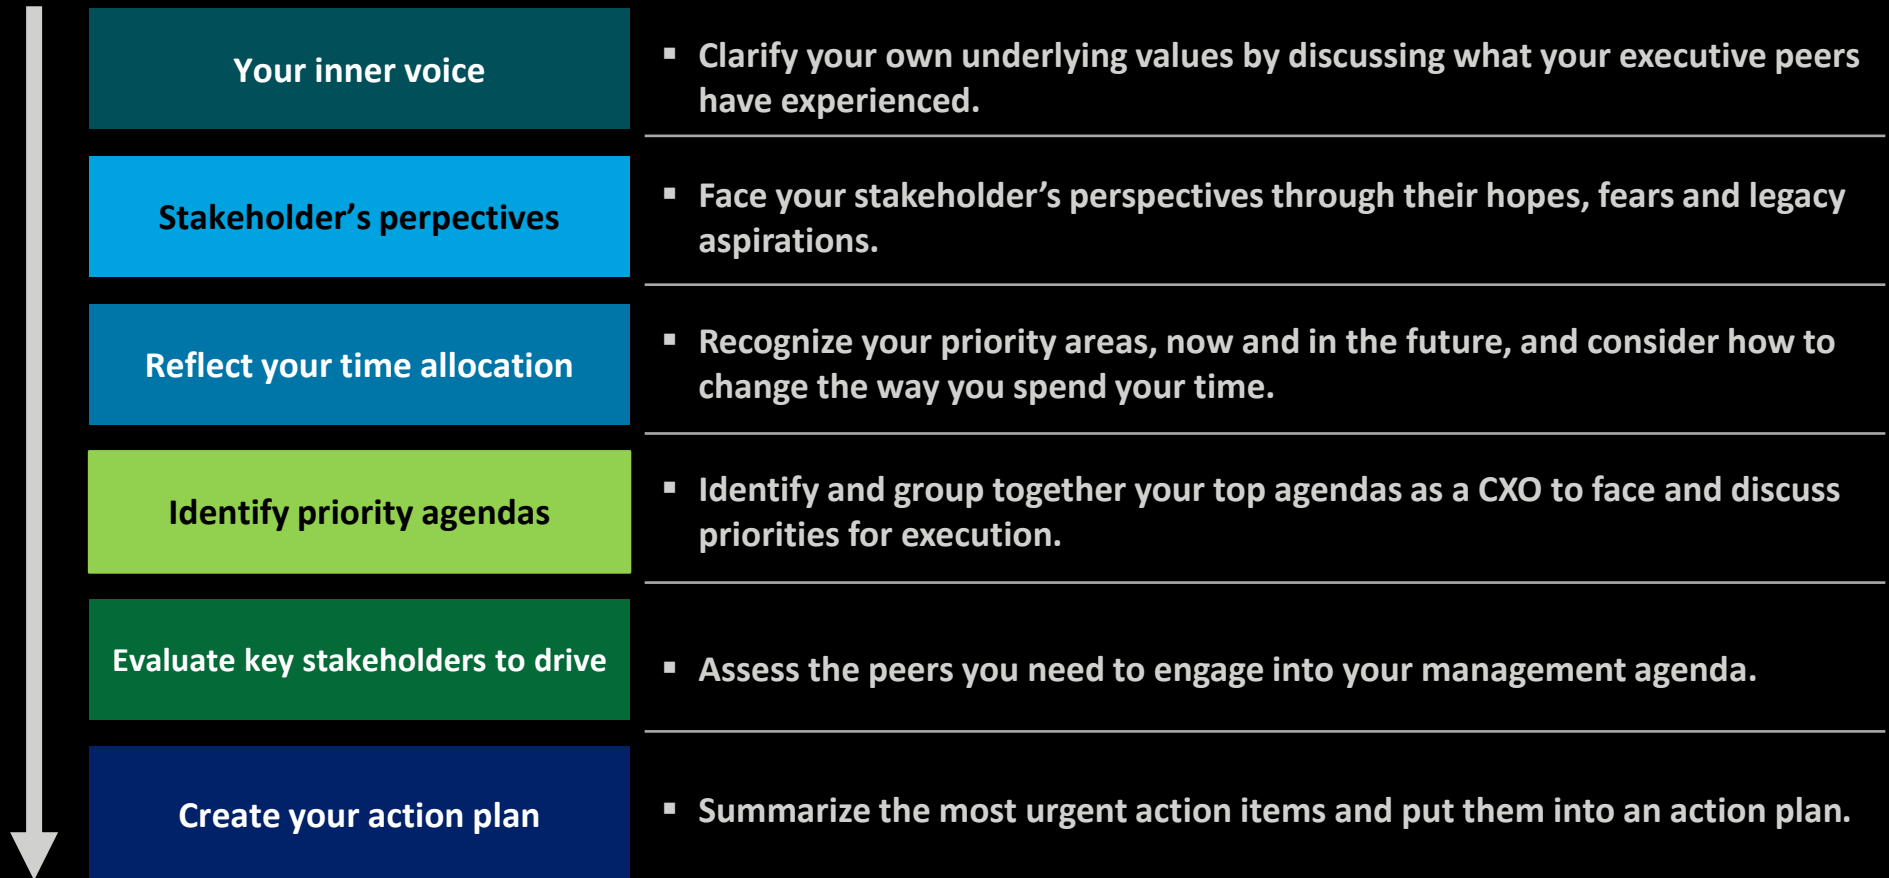 Your inner voice
▪ Clarify your own underlying values by discussing what your executive peers
have experienced.
Stakeholder’s perpectives
▪ Face your stakeholder’s perspectives through their hopes, fears and legacy
aspirations.
Reflect your time allocation
▪ Recognize your priority areas, now and in the future, and consider how to
change the way you spend your time.
Identify priority agendas
▪ Identify and group together your top agendas as a CXO to face and discuss
priorities for execution.
Evaluate key stakeholders to drive
▪ Assess the peers you need to engage into your management agenda.
Create your action plan
▪ Summarize the most urgent action items and put them into an action plan.